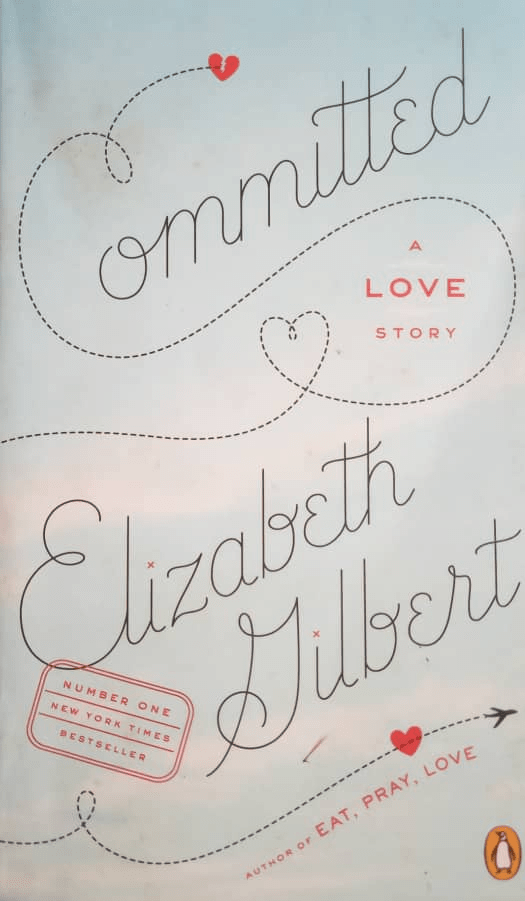 Committed
A
LOVE
STORY
Elizabeth
Gilbert
NUMBER ONE
NEW YORK TIMES
BESTSELLER
AUTHOR OF EAT, PRAY, LOVE